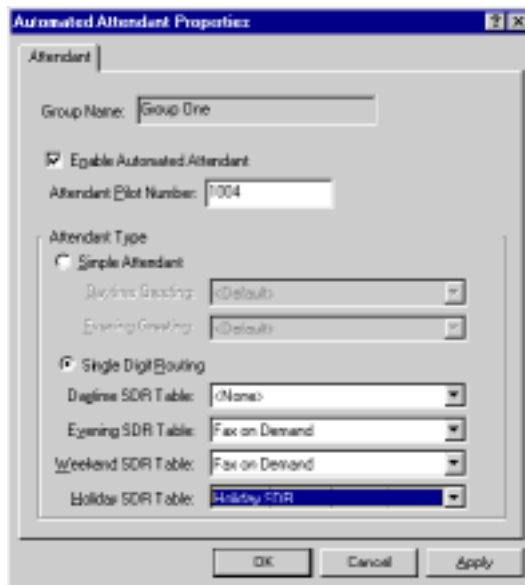 Automated Attendant Properties
Attendant
Group Name: Group One
Enable Automated Attendant
Attendant Pilot Number: 1004
Attendant Type
Simple Attendant
Daytime Greeting: <Default>
Evening Greeting: <Default>
Single Digit Routing
Daytime SDR Table: <None>
Evening SDR Table: Fax on Demand
Weekend SDR Table: Fax on Demand
Holiday SDR Table: Holiday SDR
OK Cancel Apply